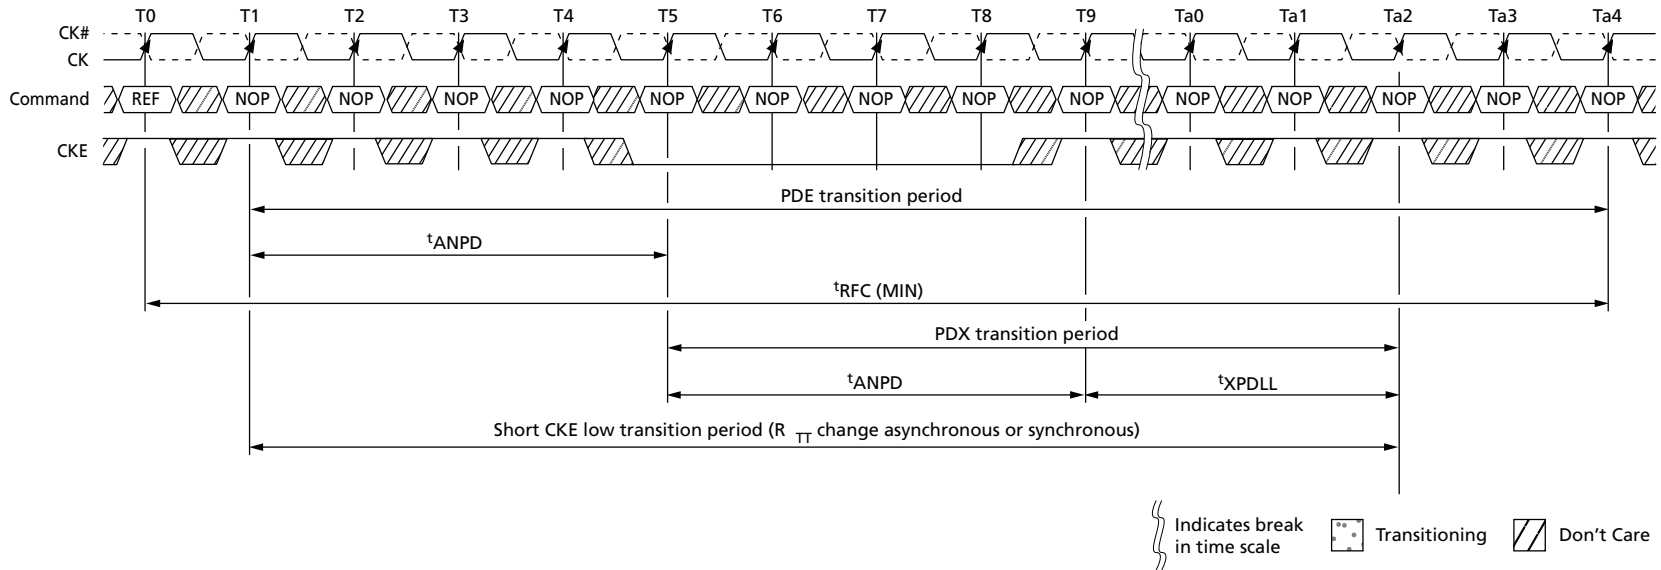 T0 T1 T2 T3 T4 T5 T6 T7 T8 T9 Ta0 Ta1 Ta2 Ta3 Ta4
CK#
CK
Command REF NOP NOP NOP NOP NOP NOP NOP NOP NOP NOP NOP NOP NOP NOP
CKE
PDE transition period
tANPD
tRFC (MIN)
PDX transition period
tANPD tXPDLL
Short CKE low transition period (R TT change asynchronous or synchronous)
Indicates break
in time scale
Transitioning
Don't Care